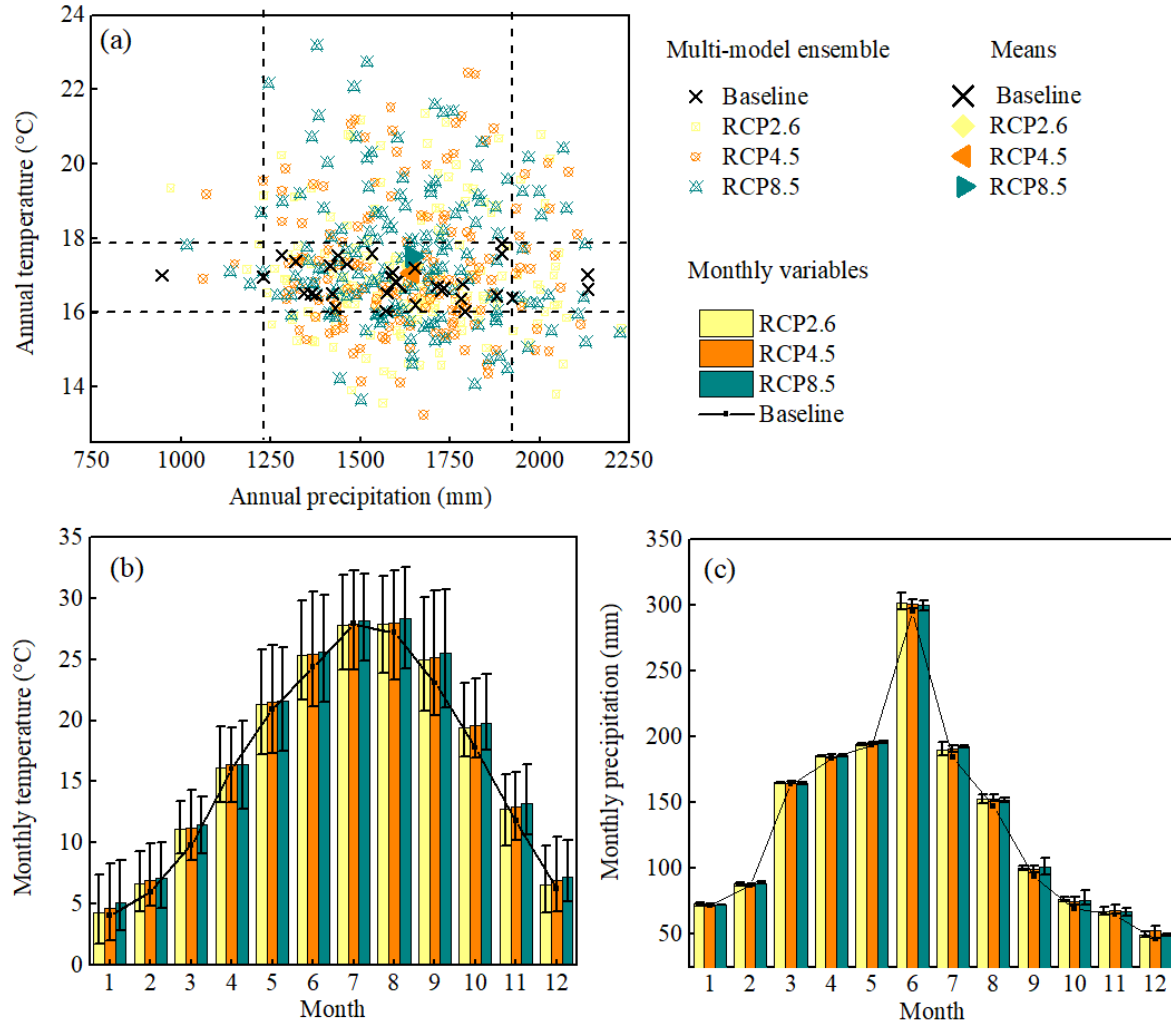 (a)
24
22
20
18
16
14
Annual temperature (°C)
750 1000 1250 1500 1750 2000 2250
Annual precipitation (mm)
Multi-model ensemble
Baseline
RCP2.6
RCP4.5
RCP8.5
Means
Baseline
RCP2.6
RCP4.5
RCP8.5
Monthly variables
RCP2.6
RCP4.5
RCP8.5
Baseline
(b)
35
30
25
20
15
10
5
0
Monthly temperature (°C)
1 2 3 4 5 6 7 8 9 10 11 12
Month
(c)
350
300
250
200
150
100
50
Monthly precipitation (mm)
1 2 3 4 5 6 7 8 9 10 11 12
Month